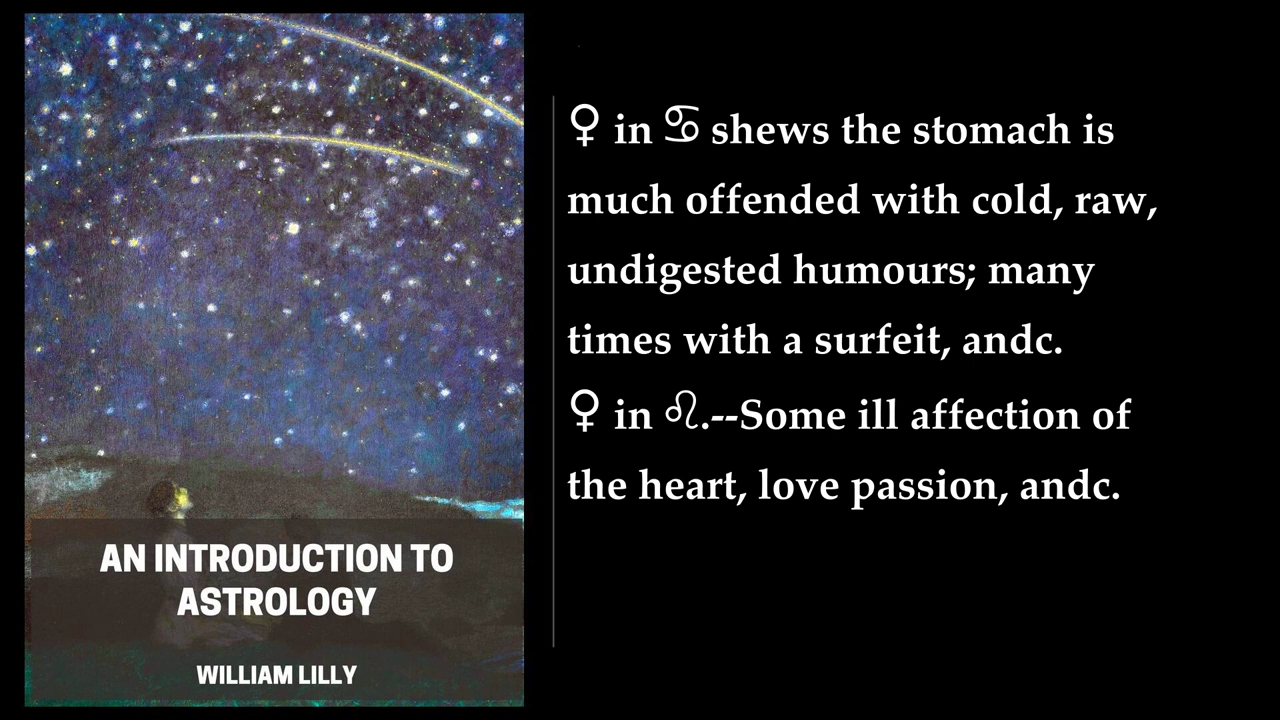 AN INTRODUCTION TO
ASTROLOGY
WILLIAM LILLY
♀ in ♋ shews the stomach is
much offended with cold, raw,
undigested humours; many
times with a surfeit, andc.
♀ in ♌.--Some ill affection of
the heart, love passion, andc.